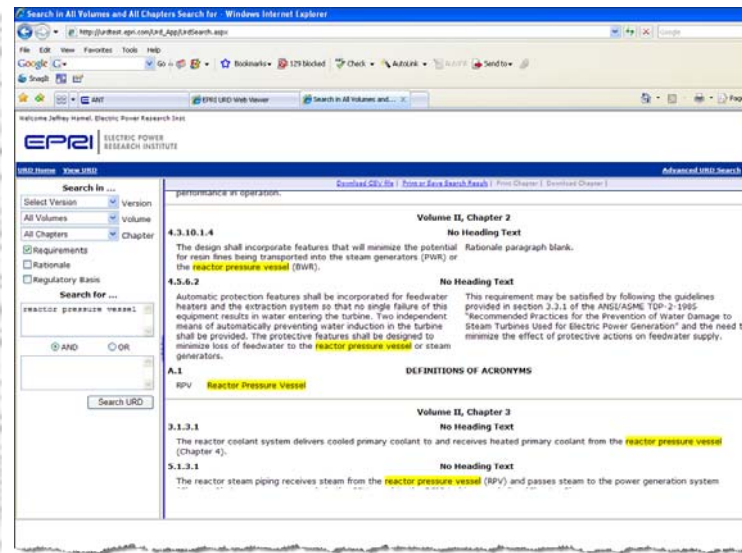 Search in All Volumes and All Chapters Search for - Windows Internet Explorer
http://urdtest.epri.com/Urd_App/UrdSearch.aspx
Google
File Edit View Favorites Tools Help
Google G Go Bookmarks 129 blocked Check AutoLink AutoFill Send to
SnagIt
ANT EPRI URD Web Viewer Search in All Volumes and... X Page
Welcome Jeffrey Hamel, Electric Power Research Inst
EPRI ELECTRIC POWER
RESEARCH INSTITUTE
URD Home View URD Advanced URD Search
Download CSV file | Print or Save Search Result | Print Chapter | Download Chapter |
Search in ...
Select Version Version
All Volumes Volume
All Chapters Chapter
Requirements
Rationale
Regulatory Basis
Search for ...
reactor pressure vessel
AND OR
Search URD
performance in operation.
Volume II, Chapter 2
4.3.10.1.4 No Heading Text
The design shall incorporate features that will minimize the potential Rationale paragraph blank.
for resin fines being transported into the steam generators (PWR) or
the reactor pressure vessel (BWR).
4.5.6.2 No Heading Text
Automatic protection features shall be incorporated for feedwater
heaters and the extraction system so that no single failure of this
equipment results in water entering the turbine. Two independent
means of automatically preventing water induction in the turbine
shall be provided. The protective features shall be designed to
minimize loss of feedwater to the reactor pressure vessel or steam
generators.
This requirement may be satisfied by following the guidelines
provided in section 3.3.1 of the ANSI/ASME TDP-2-1985
"Recommended Practices for the Prevention of Water Damage to
Steam Turbines Used for Electric Power Generation" and the need t
minimize the effect of protective actions on feedwater supply.
A.1 DEFINITIONS OF ACRONYMS
RPV Reactor Pressure Vessel
Volume II, Chapter 3
3.1.3.1 No Heading Text
The reactor coolant system delivers cooled primary coolant to and receives heated primary coolant from the reactor pressure vessel
(Chapter 4).
5.1.3.1 No Heading Text
The reactor steam piping receives steam from the reactor pressure vessel (RPV) and passes steam to the power generation system